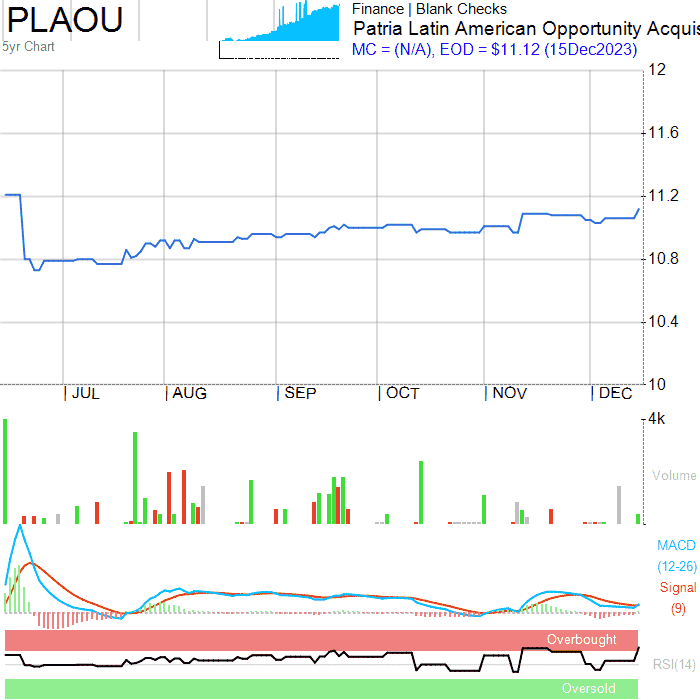 PLAOU
5yr Chart
Finance | Blank Checks
Patria Latin American Opportunity Acquis
MC = (N/A), EOD = $11.12 (15Dec2023)
12
11.6
11.2
10.8
10.4
10
| JUL | AUG | SEP | OCT | NOV | DEC
4k
Volume
MACD
(12-26)
Signal
(9)
Overbought
RSI(14)
Oversold